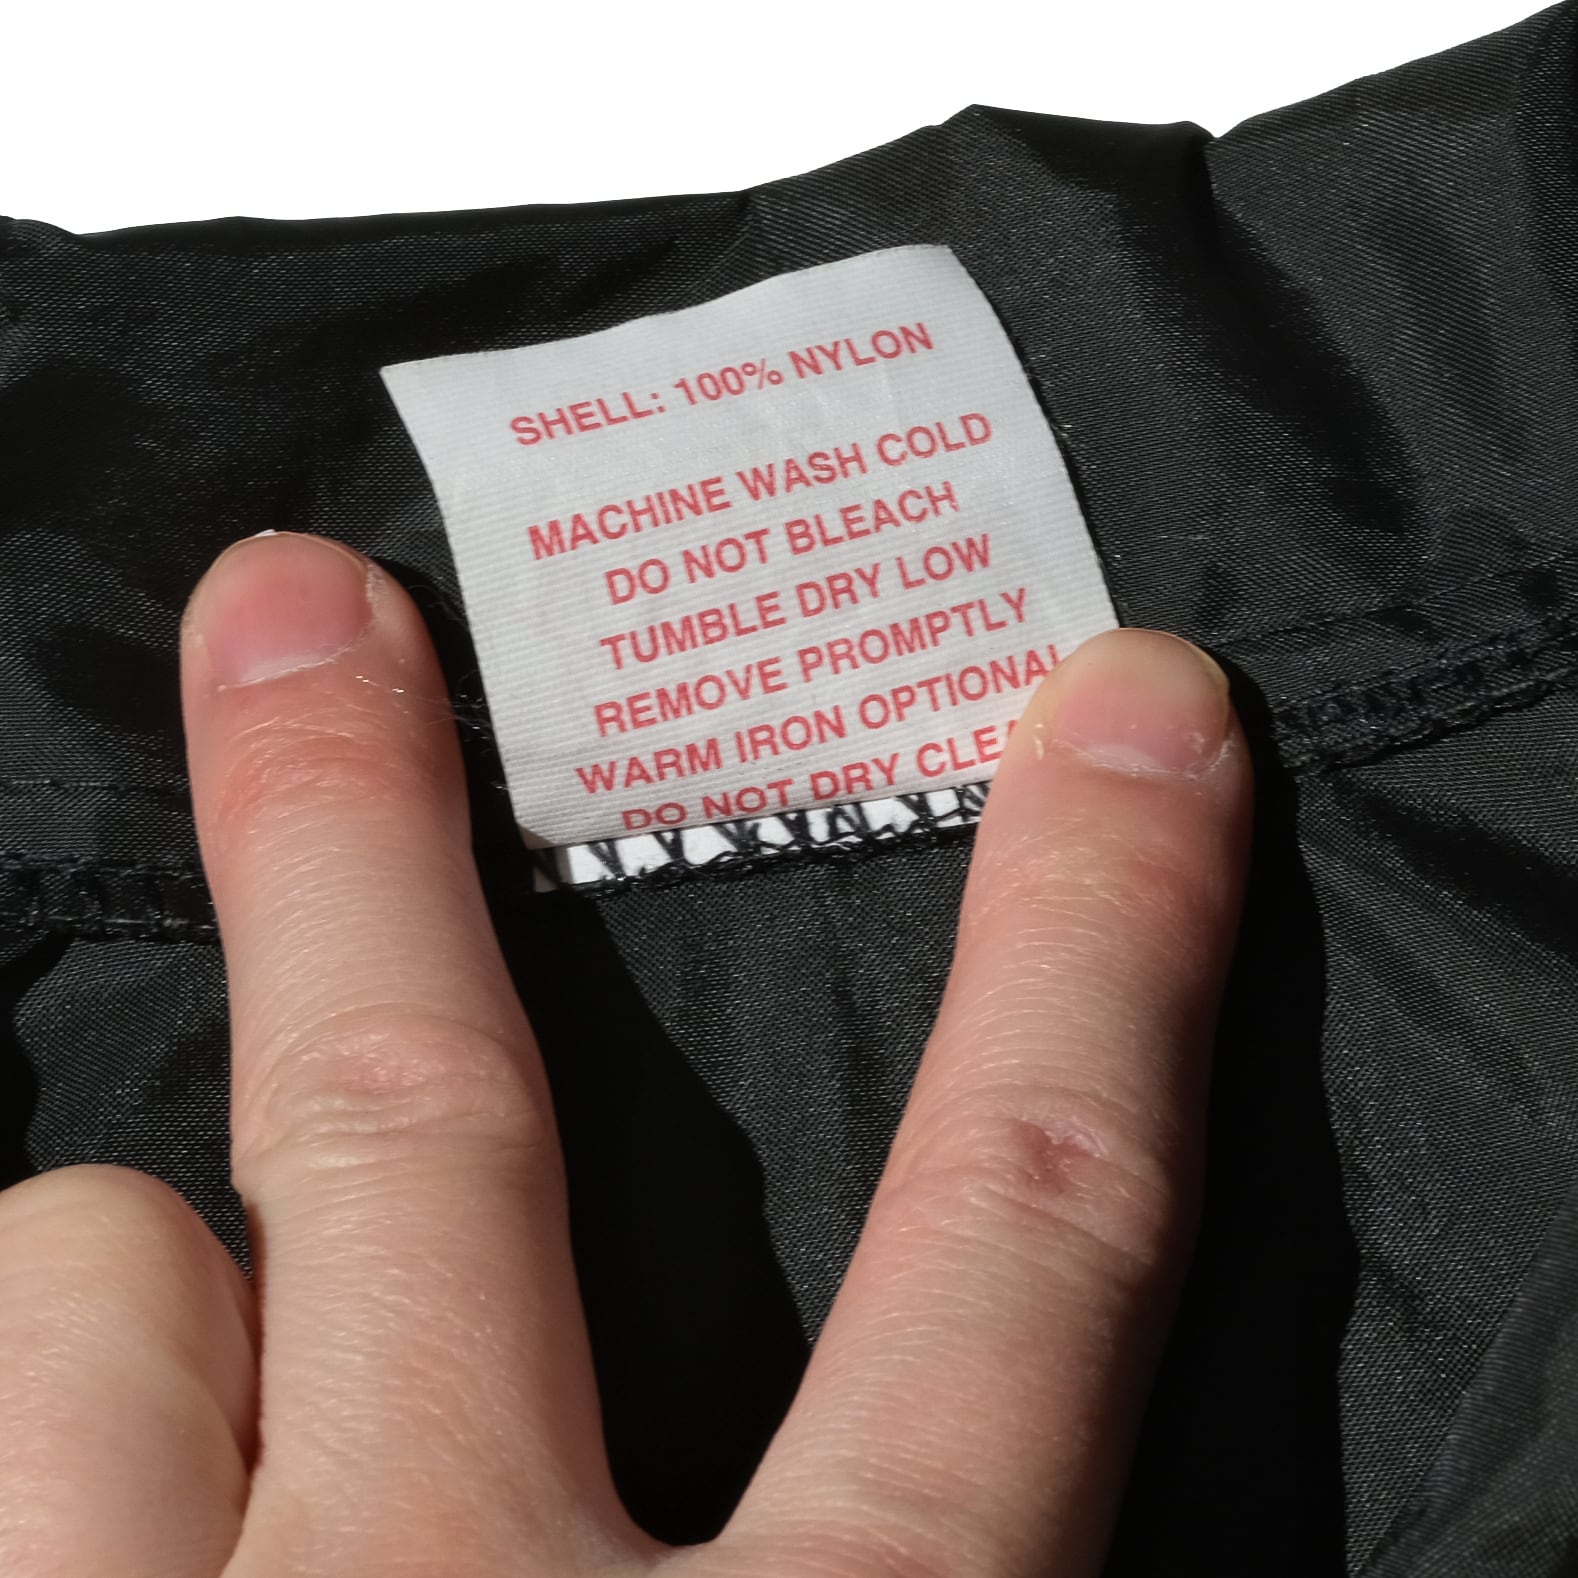 SHELL: 100% NYLON
MACHINE WASH COLD
DO NOT BLEACH
TUMBLE DRY LOW
REMOVE PROMPTLY
WARM IRON OPTIONAL
DO NOT DRY CLEA